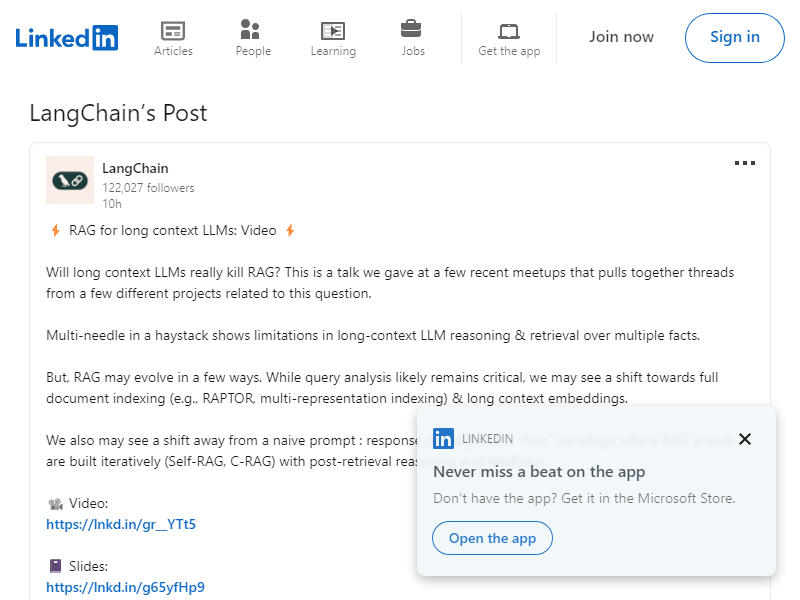 LinkedIn
Articles
People
Learning
Jobs
Get the app
Join now
Sign in
LangChain's Post
LangChain
122,027 followers
10h
⚡ RAG for long context LLMs: Video ⚡
Will long context LLMs really kill RAG? This is a talk we gave at a few recent meetups that pulls together threads
from a few different projects related to this question.
Multi-needle in a haystack shows limitations in long-context LLM reasoning & retrieval over multiple facts.
But, RAG may evolve in a few ways. While query analysis likely remains critical, we may see a shift towards full
document indexing (e.g., RAPTOR, multi-representation indexing) & long context embeddings.
We also may see a shift away from a naive prompt : response "flow" paradigm where RAG
are built iteratively (Self-RAG, C-RAG) with post-retrieval
📽 Video:
https://lnkd.in/gr__YTt5
📓 Slides:
https://lnkd.in/g65yfHp9
in LINKEDIN
Never miss a beat on the app
Don't have the app? Get it in the Microsoft Store.
Open the app